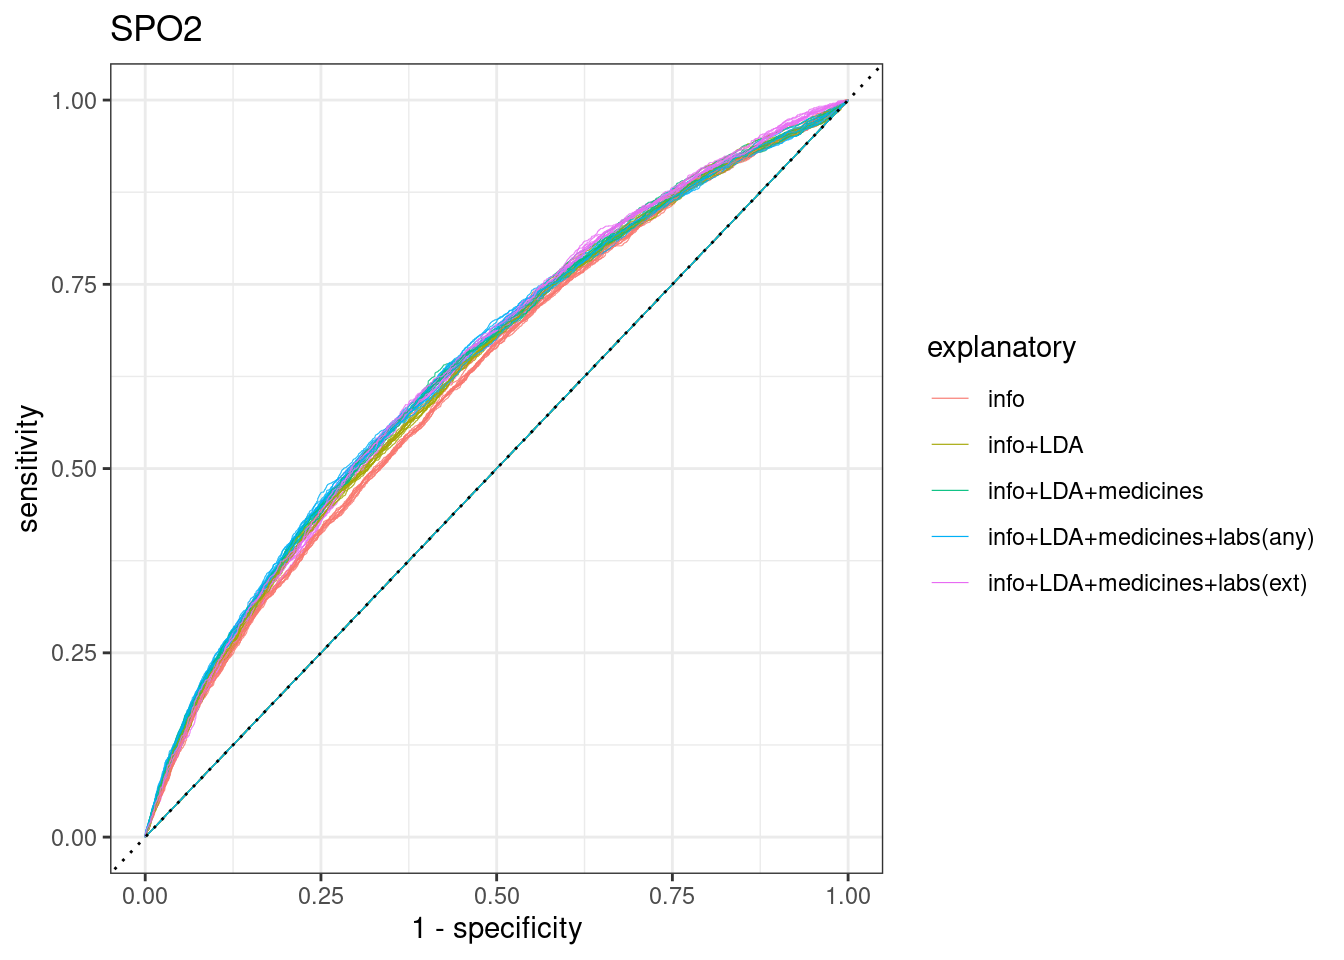 SPO2
1.00
0.75
0.50
0.25
0.00
sensitivity
0.00 0.25 0.50 0.75 1.00
1 - specificity
explanatory
info
info+LDA
info+LDA+medicines
info+LDA+medicines+labs(any)
info+LDA+medicines+labs(ext)